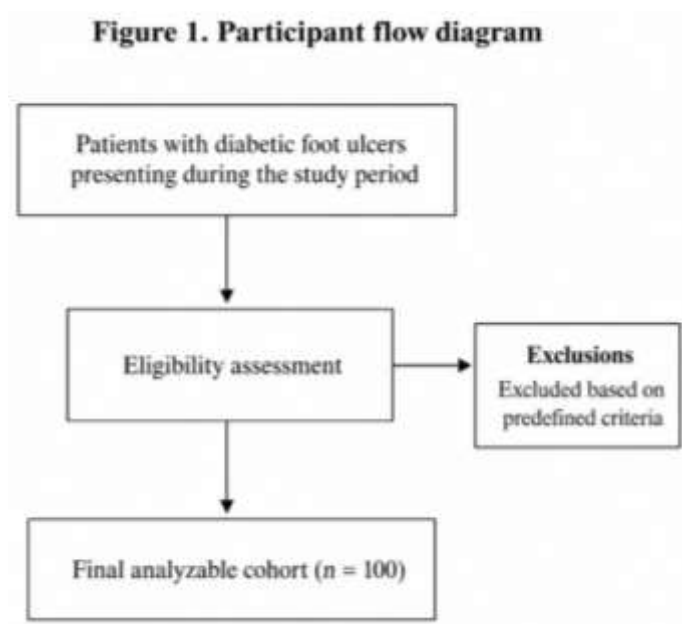 Figure 1. Participant flow diagram
Patients with diabetic foot ulcers
presenting during the study period
Eligibility assessment
Exclusions
Excluded based on
predefined criteria
Final analyzable cohort (n = 100)